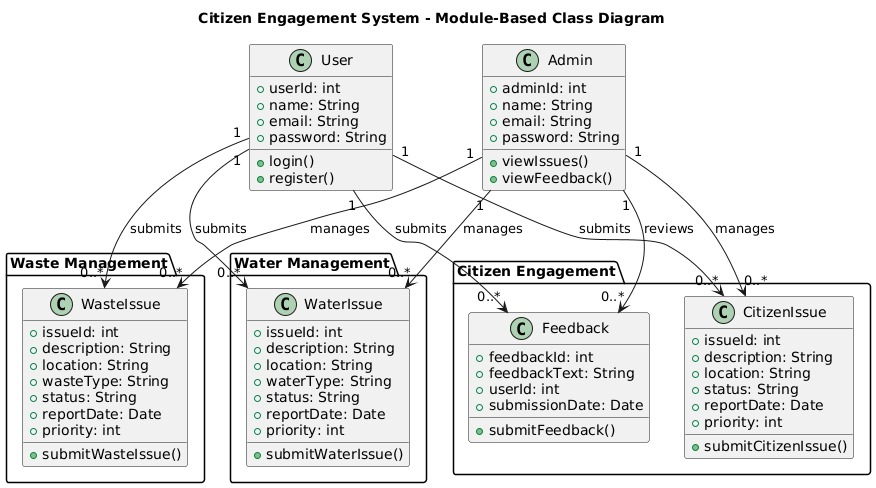 Citizen Engagement System - Module-Based Class Diagram
C User
userId: int
name: String
email: String
password: String
login()
register()
C Admin
adminId: int
name: String
email: String
password: String
viewIssues()
viewFeedback()
1
1
1
1
1
1
1
1
submits
submits
manages
submits
manages
submits
reviews
manages
Waste Management
0..*
0..*
C WasteIssue
issueId: int
description: String
location: String
wasteType: String
status: String
reportDate: Date
priority: int
submitWasteIssue()
Water Management
0..*
0..*
C WaterIssue
issueId: int
description: String
location: String
waterType: String
status: String
reportDate: Date
priority: int
submitWaterIssue()
Citizen Engagement
0..*
0..*
C Feedback
feedbackId: int
feedbackText: String
userId: int
submissionDate: Date
submitFeedback()
0..*
0..*
C CitizenIssue
issueId: int
description: String
location: String
status: String
reportDate: Date
priority: int
submitCitizenIssue()